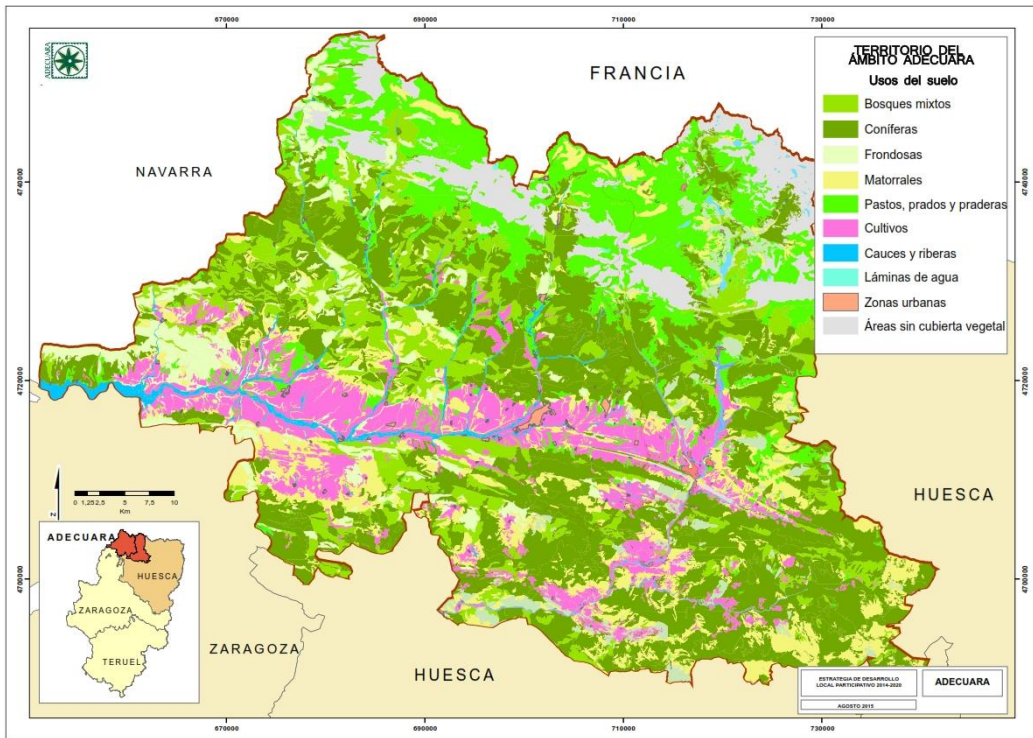 670000
690000
710000
730000
ADECUARA
FRANCIA
NAVARRA
TERRITORIO DEL
ÁMBITO ADECUARA
Usos del suelo
Bosques mixtos
Coníferas
Frondosas
Matorrales
Pastos, prados y praderas
Cultivos
Cauces y riberas
Láminas de agua
Zonas urbanas
Áreas sin cubierta vegetal
4740000
4740000
4720000
4720000
4700000
4700000
HUESCA
0 1,25 2,5 5 7,5 10
Km
N
ADECUARA
HUESCA
ZARAGOZA
TERUEL
ZARAGOZA
HUESCA
ESTRATEGIA DE DESARROLLO
LOCAL PARTICIPATIVO 2014-2020
ADECUARA
AGOSTO 2015
670000
690000
710000
730000